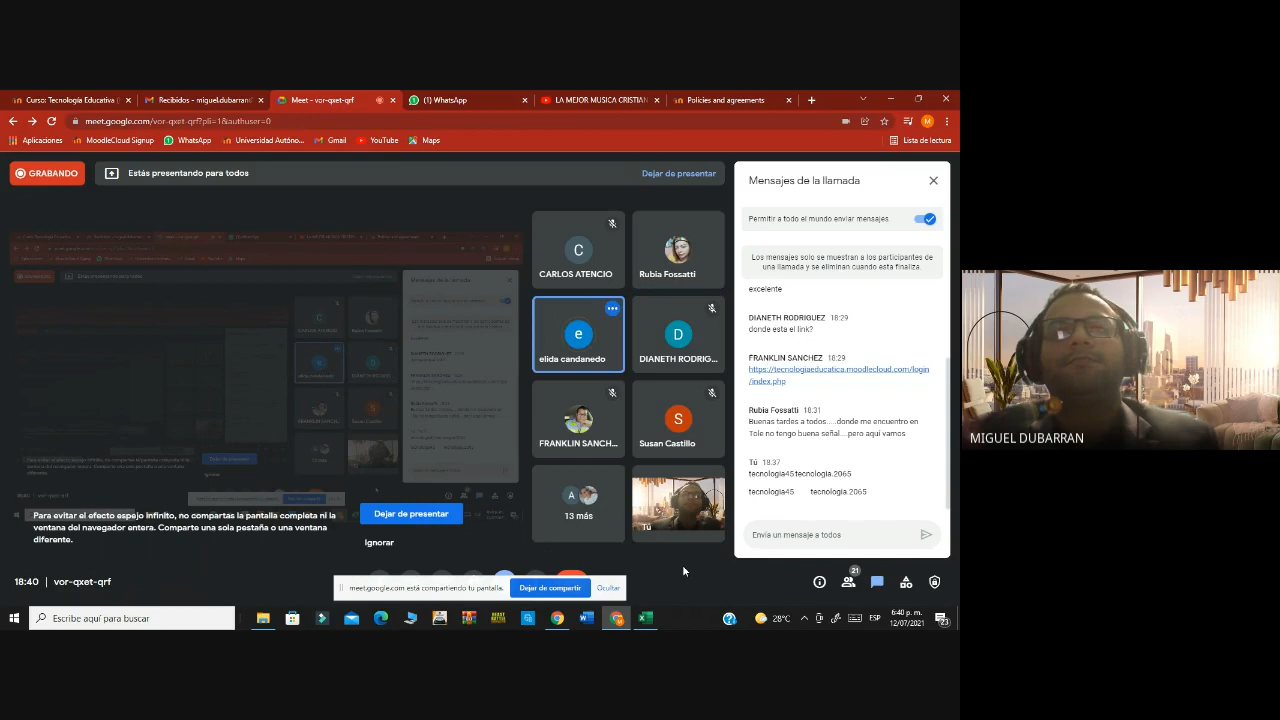 Curso: Tecnología Educativa (
Recibidos - miguel.dubarran@
Meet - vor-qxet-qrf
(1) WhatsApp
LA MEJOR MUSICA CRISTIAN
Policies and agreements
meet.google.com/vor-qxet-qrf?pli=1&authuser=0
Aplicaciones
MoodleCloud Signup
WhatsApp
Universidad Autóno...
Gmail
YouTube
Maps
Lista de lectura
GRABANDO
Estás presentando para todos
Dejar de presentar
Mensajes de la llamada
Permitir a todo el mundo enviar mensajes
Los mensajes solo se muestran a los participantes de
una llamada y se eliminan cuando esta finaliza.
excelente
DIANETH RODRIGUEZ 18:29
donde esta el link?
FRANKLIN SANCHEZ 18:29
https://tecnologiaeducatica.moodlecloud.com/login
/index.php
Rubia Fossatti 18:31
Buenas tardes a todos.....donde me encuentro en
Tole no tengo buena señal....pero aquí vamos
Tú 18:37
tecnologia45tecnologia.2065
tecnologia45 tecnologia.2065
Envía un mensaje a todos
C
CARLOS ATENCIO
Rubia Fossatti
e
elida candanedo
D
DIANETH RODRIG...
FRANKLIN SANCH...
S
Susan Castillo
A
13 más
Tú
Para evitar el efecto espejo infinito, no compartas la pantalla completa ni la
ventana del navegador entera. Comparte una sola pestaña o una ventana
diferente.
Dejar de presentar
Ignorar
18:40 | vor-qxet-qrf
meet.google.com está compartiendo tu pantalla.
Dejar de compartir
Ocultar
21
Escribe aquí para buscar
28°C
ESP
6:40 p. m.
12/07/2021
23
MIGUEL DUBARRAN